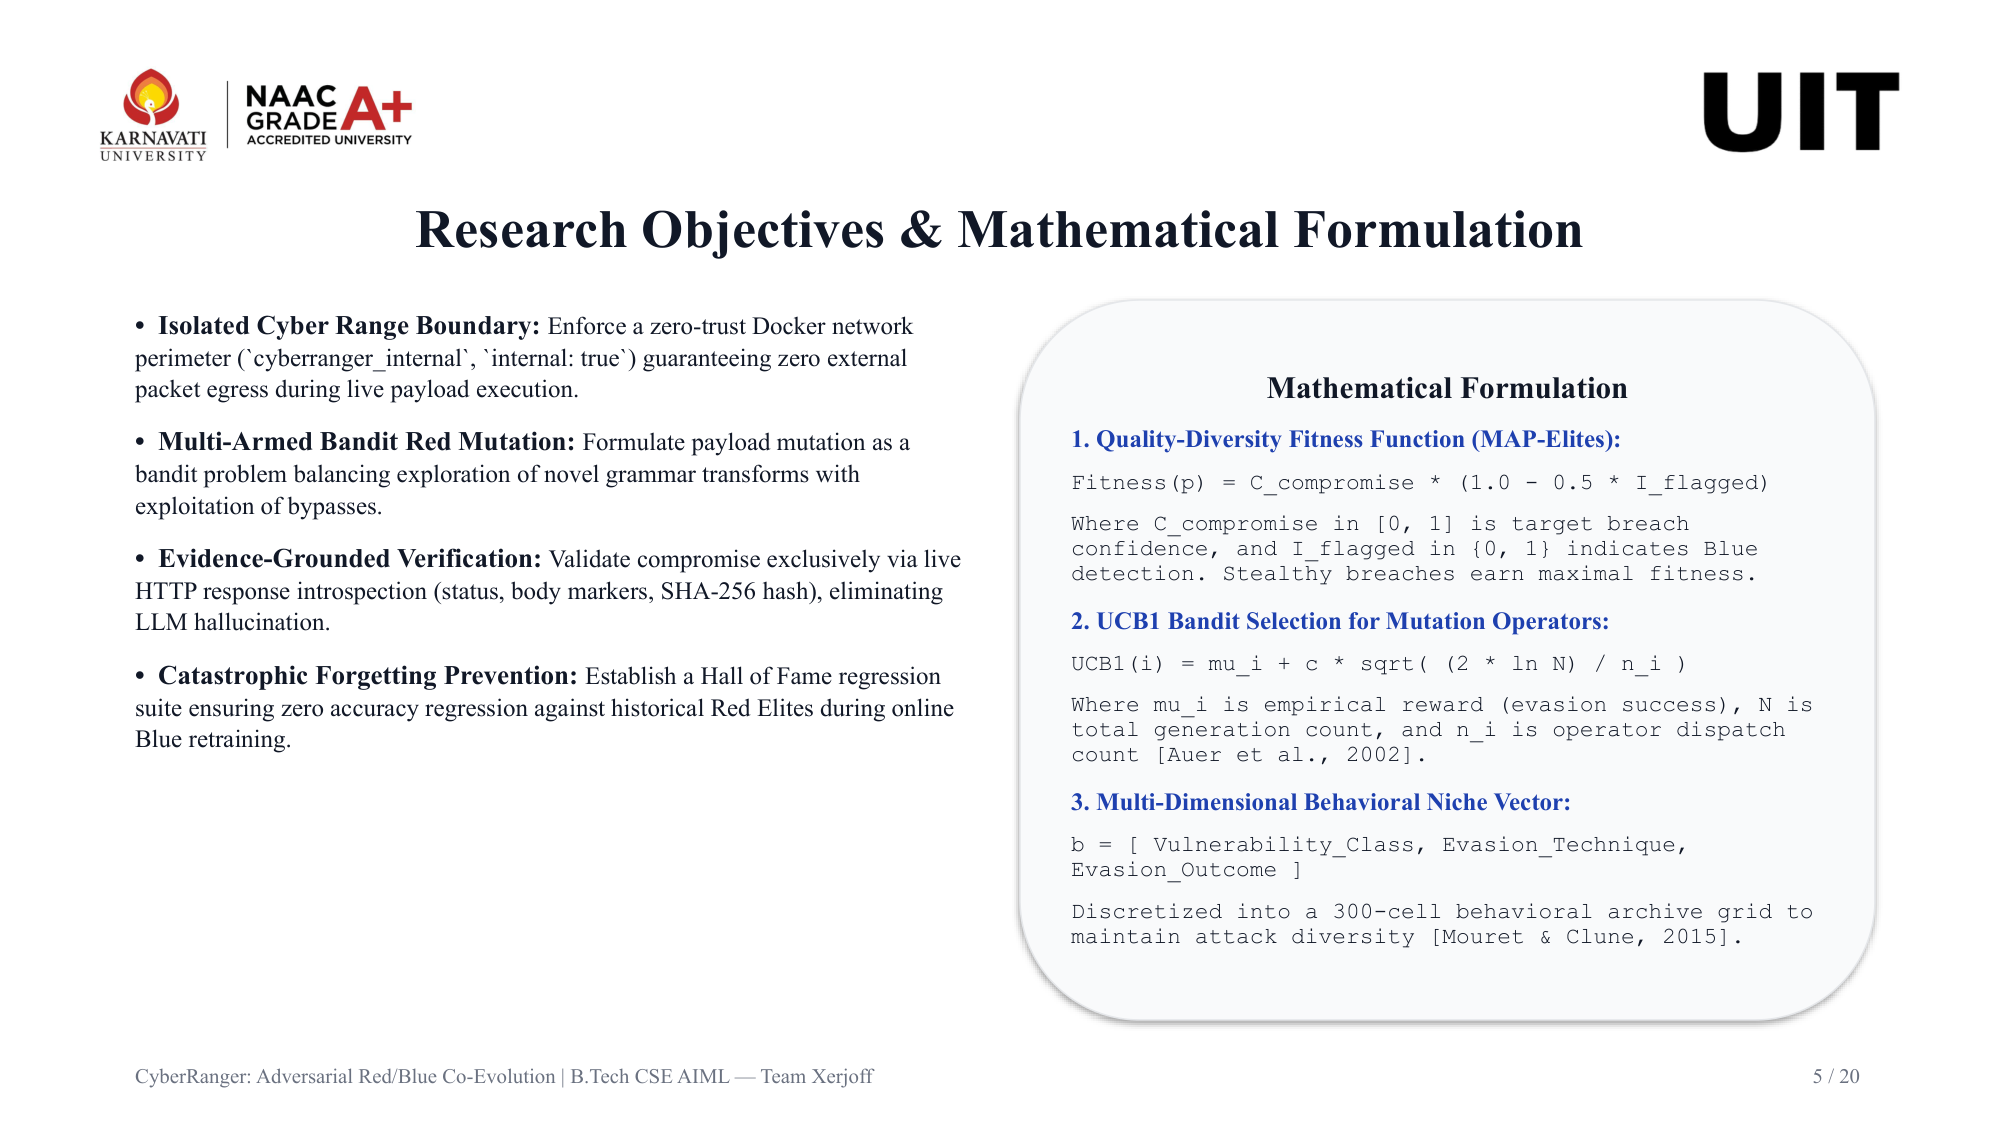 KARNAVATI
UNIVERSITY
NAAC
GRADE A+
ACCREDITED UNIVERSITY
UIT
Research Objectives & Mathematical Formulation
• Isolated Cyber Range Boundary: Enforce a zero-trust Docker network
perimeter (`cyberranger_internal`, `internal: true`) guaranteeing zero external
packet egress during live payload execution.
• Multi-Armed Bandit Red Mutation: Formulate payload mutation as a
bandit problem balancing exploration of novel grammar transforms with
exploitation of bypasses.
• Evidence-Grounded Verification: Validate compromise exclusively via live
HTTP response introspection (status, body markers, SHA-256 hash), eliminating
LLM hallucination.
• Catastrophic Forgetting Prevention: Establish a Hall of Fame regression
suite ensuring zero accuracy regression against historical Red Elites during online
Blue retraining.
Mathematical Formulation
1. Quality-Diversity Fitness Function (MAP-Elites):
Fitness(p) = C_compromise * (1.0 - 0.5 * I_flagged)
Where C_compromise in [0, 1] is target breach
confidence, and I_flagged in {0, 1} indicates Blue
detection. Stealthy breaches earn maximal fitness.
2. UCB1 Bandit Selection for Mutation Operators:
UCB1(i) = mu_i + c * sqrt( (2 * ln N) / n_i )
Where mu_i is empirical reward (evasion success), N is
total generation count, and n_i is operator dispatch
count [Auer et al., 2002].
3. Multi-Dimensional Behavioral Niche Vector:
b = [ Vulnerability_Class, Evasion_Technique,
Evasion_Outcome ]
Discretized into a 300-cell behavioral archive grid to
maintain attack diversity [Mouret & Clune, 2015].
CyberRanger: Adversarial Red/Blue Co-Evolution | B.Tech CSE AIML — Team Xerjoff
5 / 20